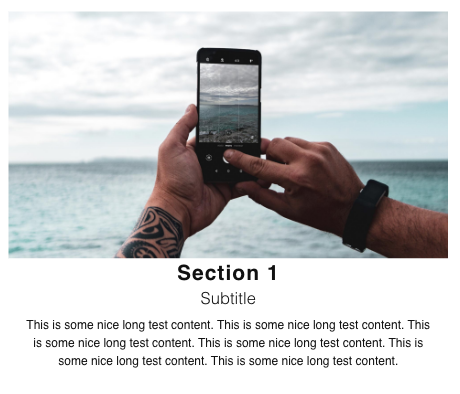 Section 1
Subtitle
This is some nice long test content. This is some nice long test content. This
is some nice long test content. This is some nice long test content. This is
some nice long test content. This is some nice long test content.